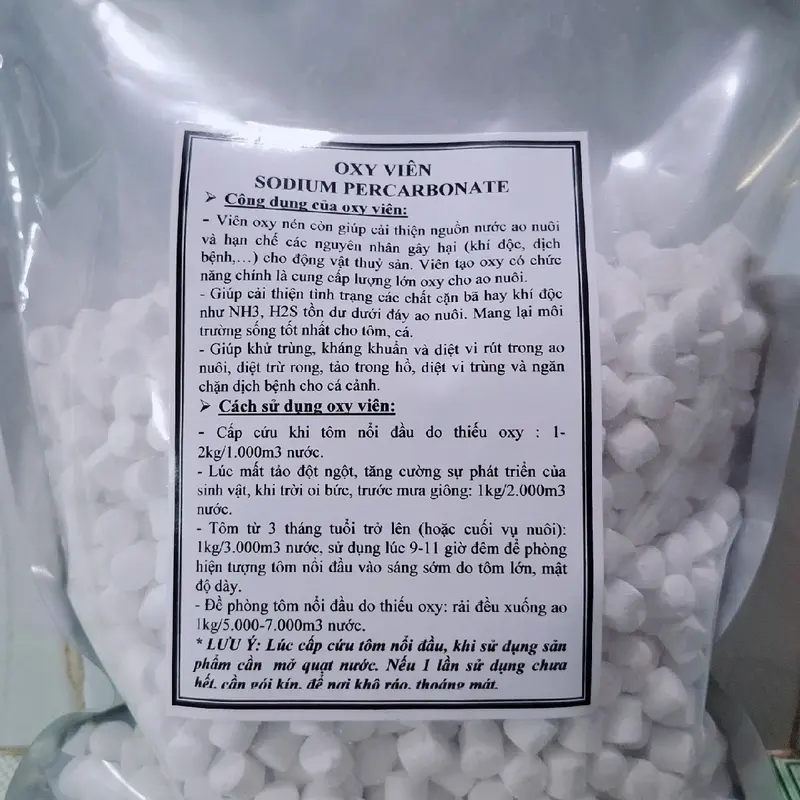 OXY VIÊN
SODIUM PERCARBONATE
➤ Công dụng của oxy viên:
- Viên oxy nén còn giúp cải thiện nguồn nước ao nuôi
và hạn chế các nguyên nhân gây hại (khí dộc, dịch
bệnh,...) cho động vật thuỷ sản. Viên tạo oxy có chức
năng chính là cung cấp lượng lớn oxy cho ao nuôi.
- Giúp cải thiện tình trạng các chất cặn bã hay khí độc
như NH3, H2S tồn dư dưới đáy ao nuôi. Mang lại môi
trường sống tốt nhất cho tôm, cá.
- Giúp khử trùng, kháng khuẩn và diệt vi rút trong ao
nuôi, diệt trừ rong, tảo trong hồ, diệt vi trùng và ngăn
chặn dịch bệnh cho cá cảnh.
➤ Cách sử dụng oxy viên:
- Cấp cứu khi tôm nổi đầu do thiếu oxy : 1-
2kg/1.000m3 nước.
- Lúc mất tảo đột ngột, tăng cường sự phát triển của
sinh vật, khi trời oi bức, trước mưa giông: 1kg/2.000m3
nước.
- Tôm từ 3 tháng tuổi trở lên (hoặc cuối vụ nuôi):
1kg/3.000m3 nước, sử dụng lúc 9-11 giờ đêm đề phòng
hiện tượng tôm nổi đầu vào sáng sớm do tôm lớn, mật
độ dày.
- Đề phòng tôm nổi đầu do thiếu oxy: rải đều xuống ao
1kg/5.000-7.000m3 nước.
* LƯU Ý: Lúc cấp cứu tôm nổi đầu, khi sử dụng sản
phẩm cần mở quạt nước. Nếu 1 lần sử dụng chưa
hết, cần gói kín, để nơi khô ráo, thoáng mát.